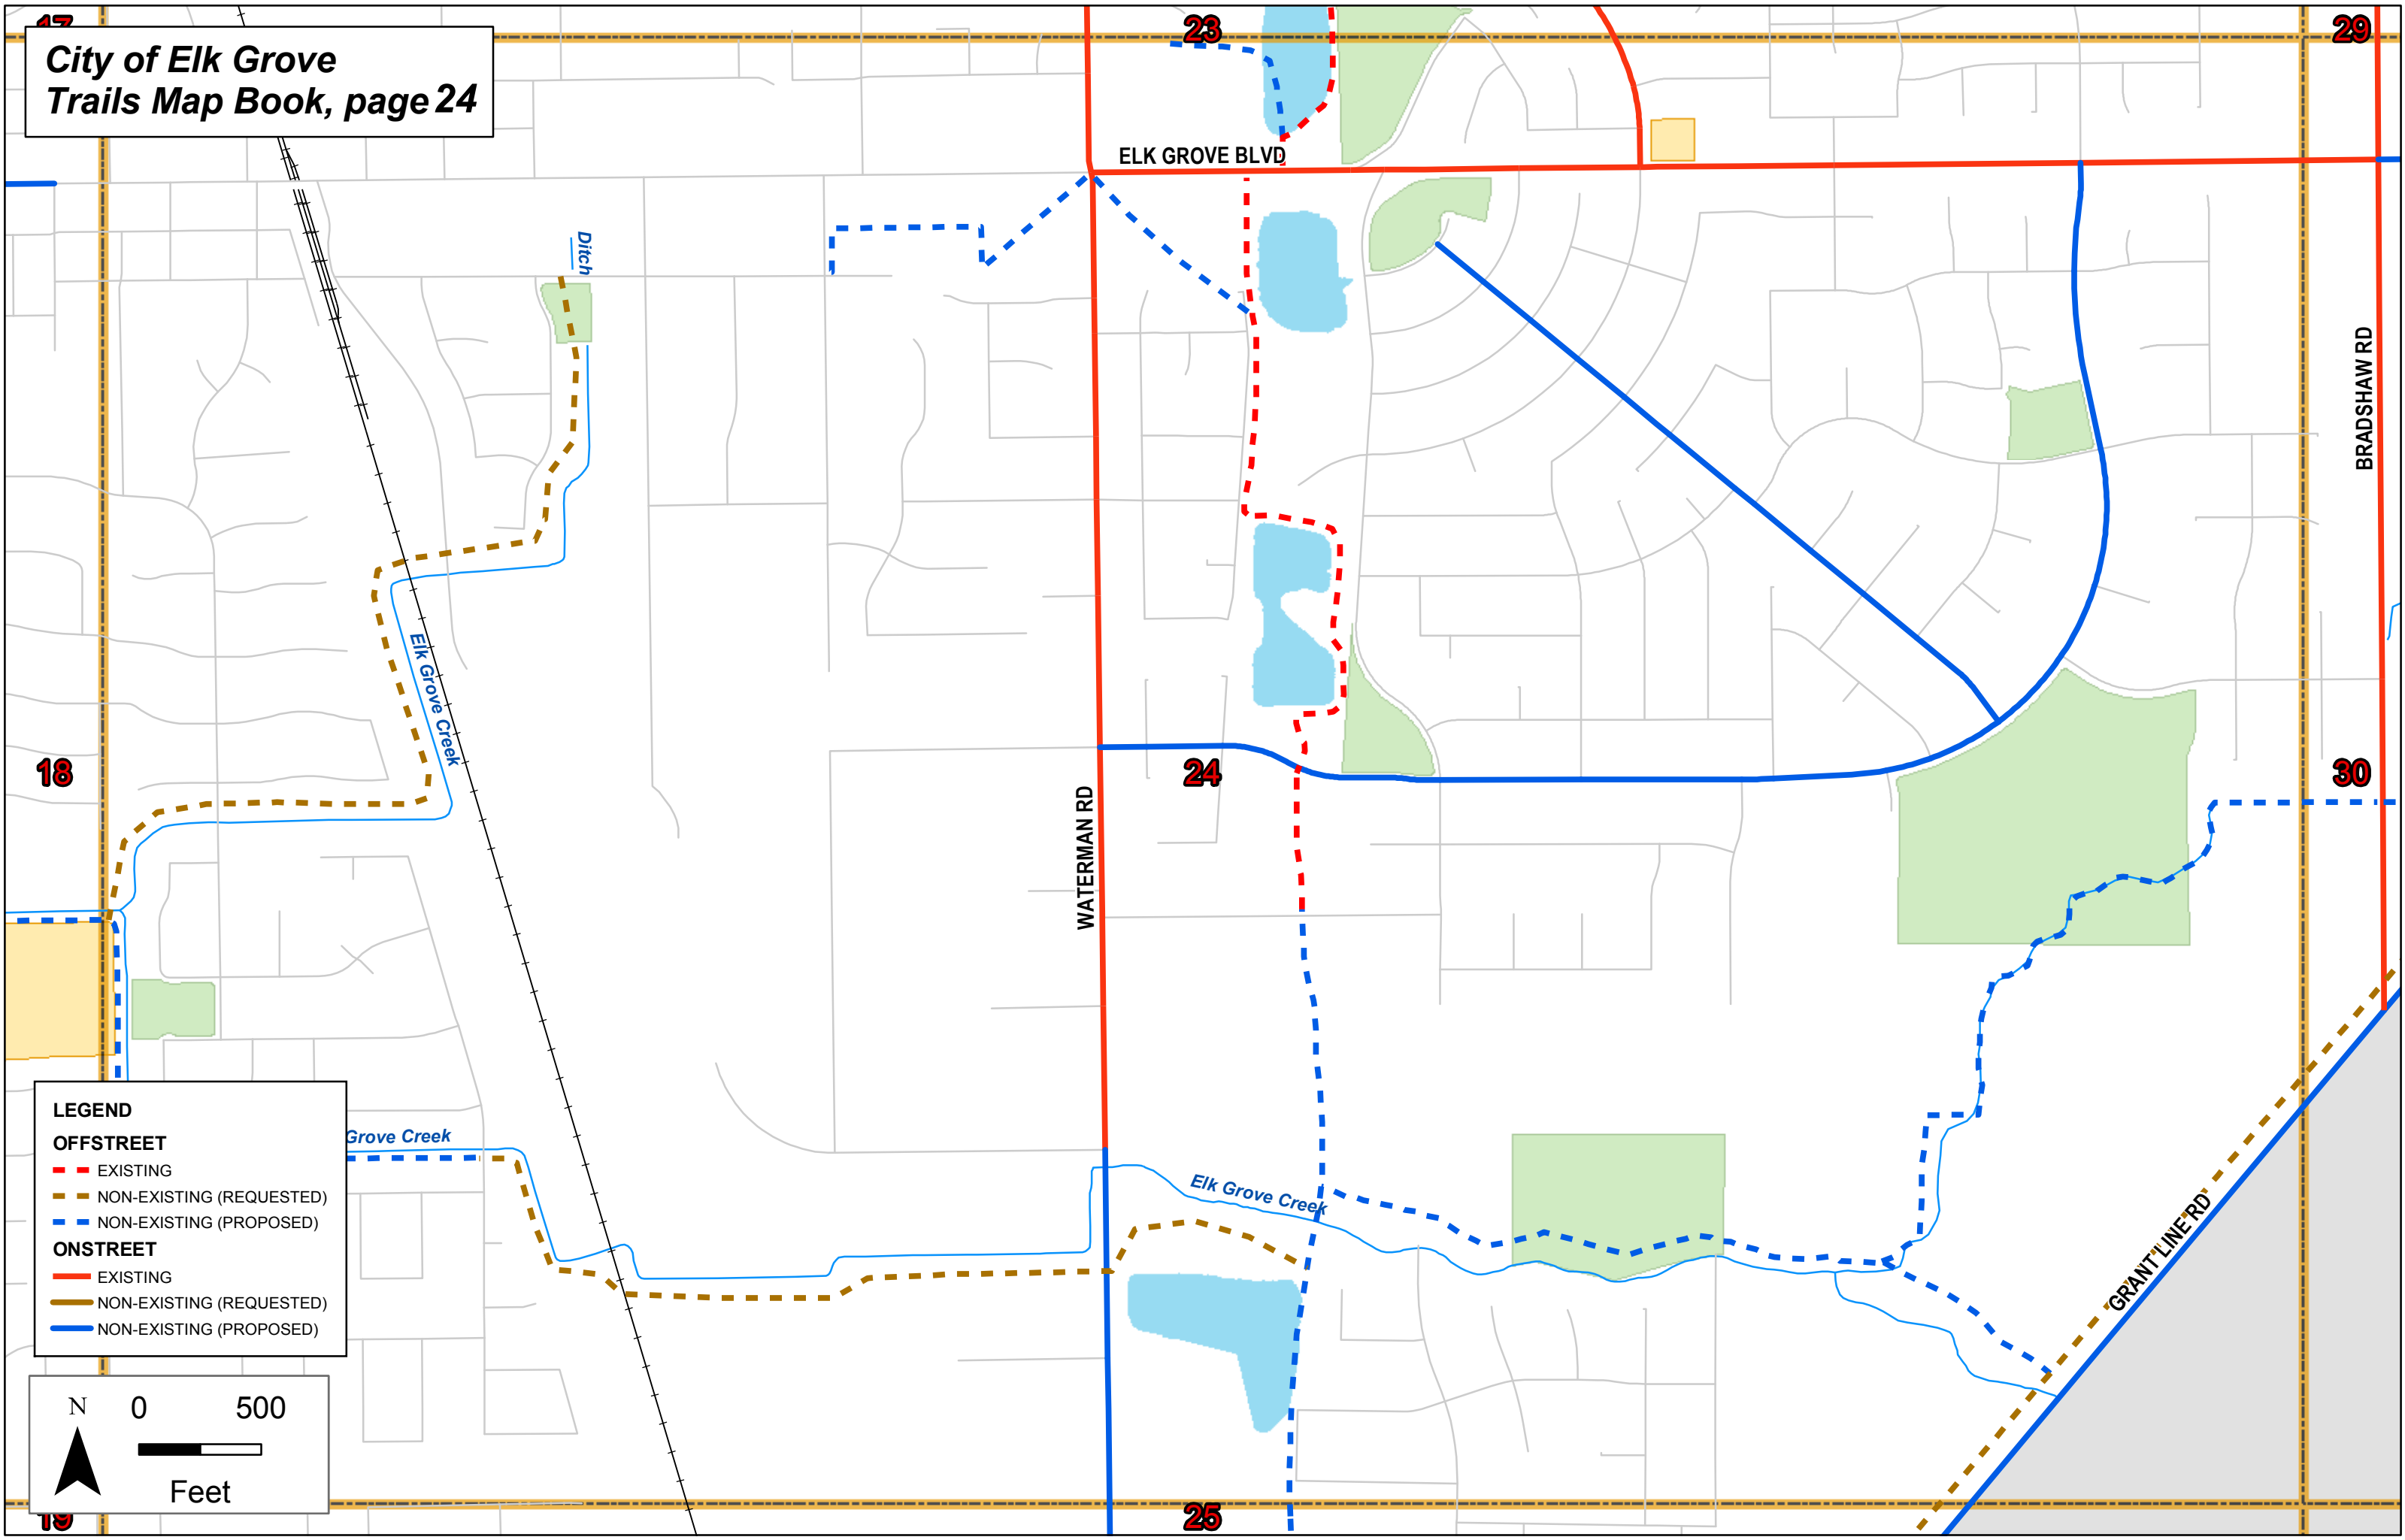 17
23
29
City of Elk Grove
Trails Map Book, page 24
ELK GROVE BLVD
Ditch
BRADSHAW RD
Elk Grove Creek
18
24
30
WATERMAN RD
LEGEND
OFFSTREET
EXISTING
NON-EXISTING (REQUESTED)
NON-EXISTING (PROPOSED)
ONSTREET
EXISTING
NON-EXISTING (REQUESTED)
NON-EXISTING (PROPOSED)
Grove Creek
Elk Grove Creek
GRANT LINE RD
N
0 500
Feet
19
25